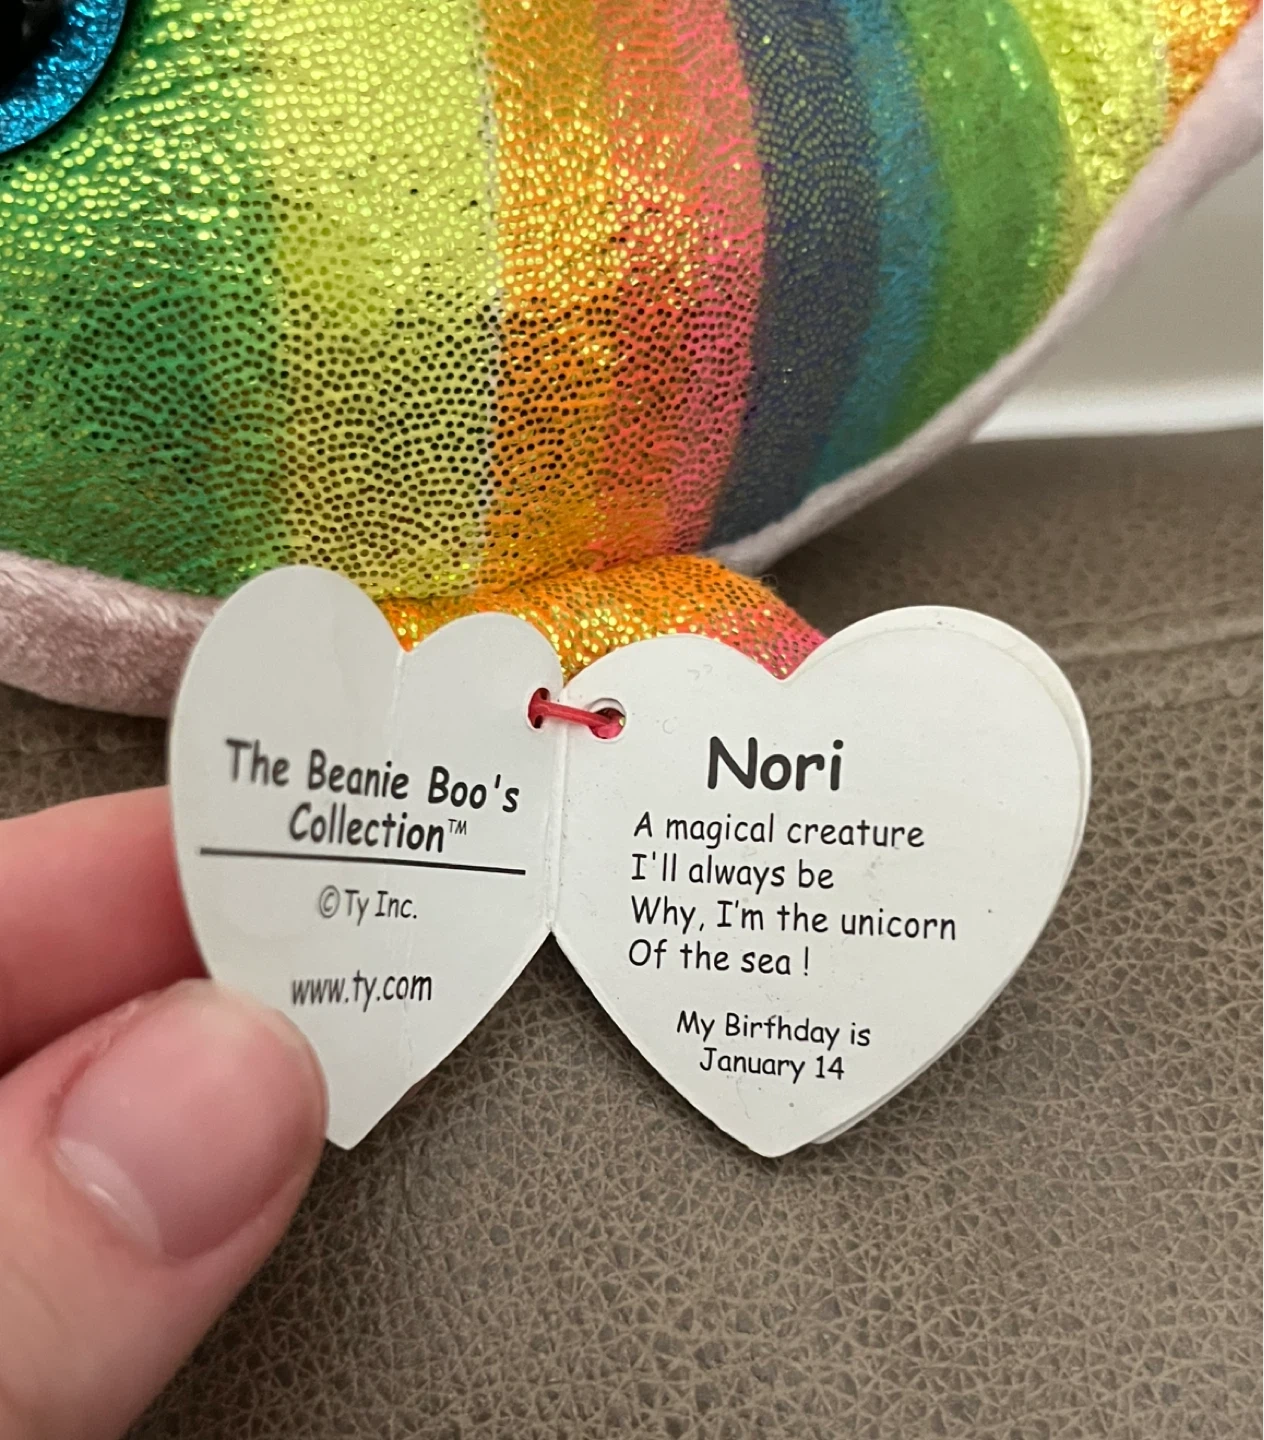 The Beanie Boo's
Collection™
©Ty Inc.
www.ty.com
Nori
A magical creature
I'll always be
Why, I'm the unicorn
Of the sea !
My Birthday is
January 14